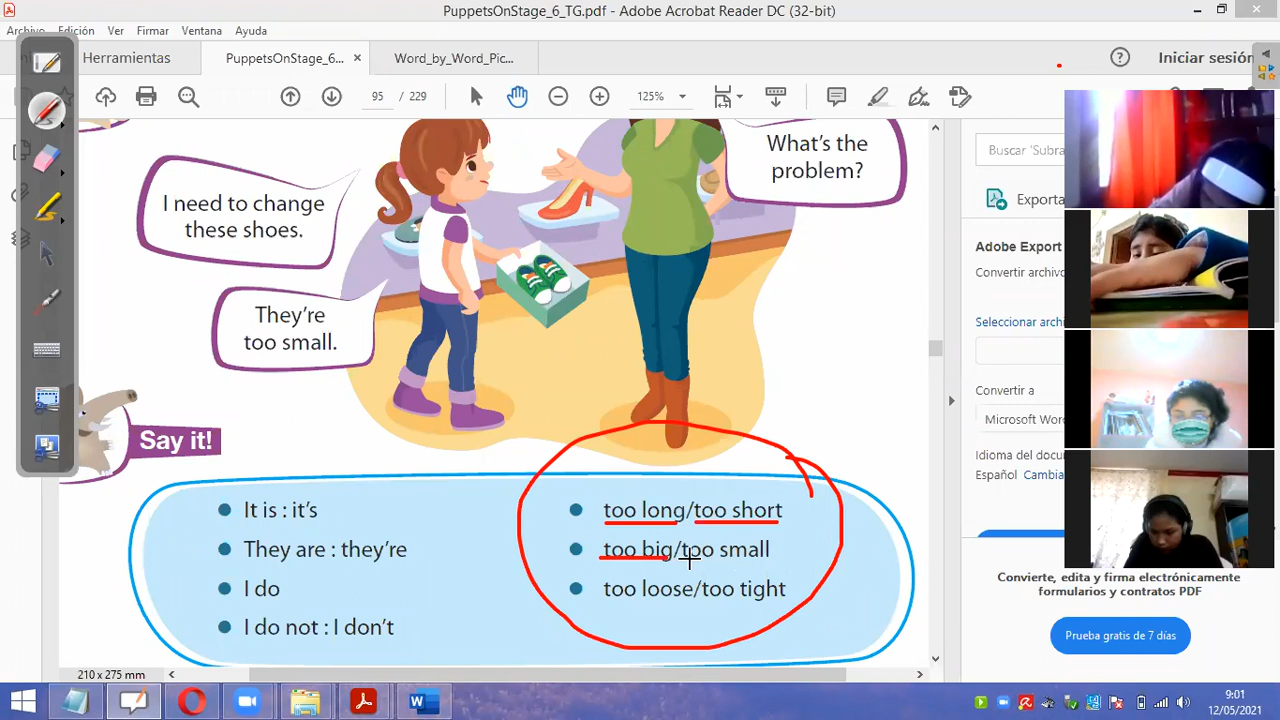 PuppetsOnStage_6_TG.pdf - Adobe Acrobat Reader DC (32-bit)
Archivo Edición Ver Firmar Ventana Ayuda
Herramientas
PuppetsOnStage_6... ×
Word_by_Word_Pic...
Iniciar sesión
95 / 229
125%
What's the
problem?
I need to change
these shoes.
They're
too small.
Say it!
It is : it's
They are : they're
I do
I do not : I don't
too long/too short
too big/too small
too loose/too tight
Buscar 'Subra
Exporta
Adobe Export
Convertir archivo
Seleccionar archi
Convertir a
Microsoft Word
Idioma del docum
Español Cambia
Convierte, edita y firma electrónicamente
formularios y contratos PDF
Prueba gratis de 7 días
210 x 275 mm
9:01
12/05/2021